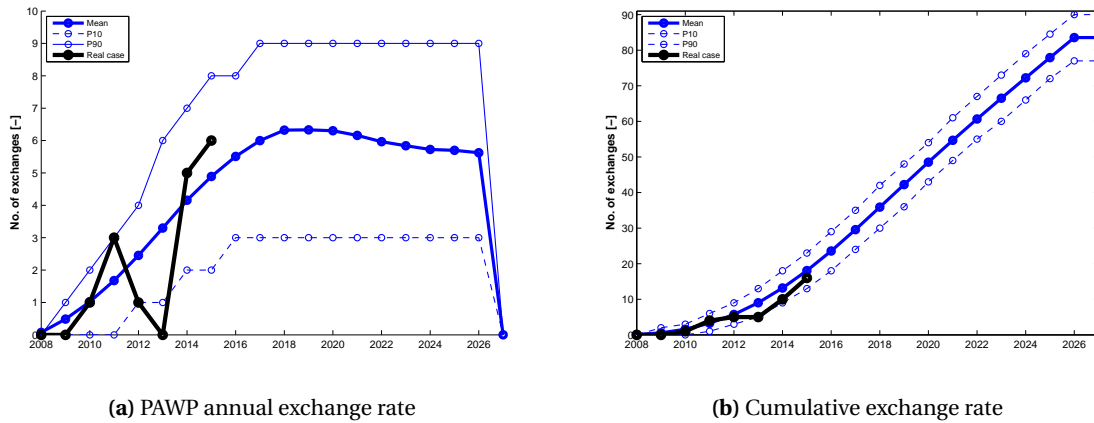 10
9
8
7
6
5
4
3
2
1
0
No. of exchanges [−]
Mean
P10
P90
Real case
2008 2010 2012 2014 2016 2018 2020 2022 2024 2026
(a) PAWP annual exchange rate
90
80
70
60
50
40
30
20
10
0
No. of exchanges [−]
Mean
P10
P90
Real case
2008 2010 2012 2014 2016 2018 2020 2022 2024 2026
(b) Cumulative exchange rate